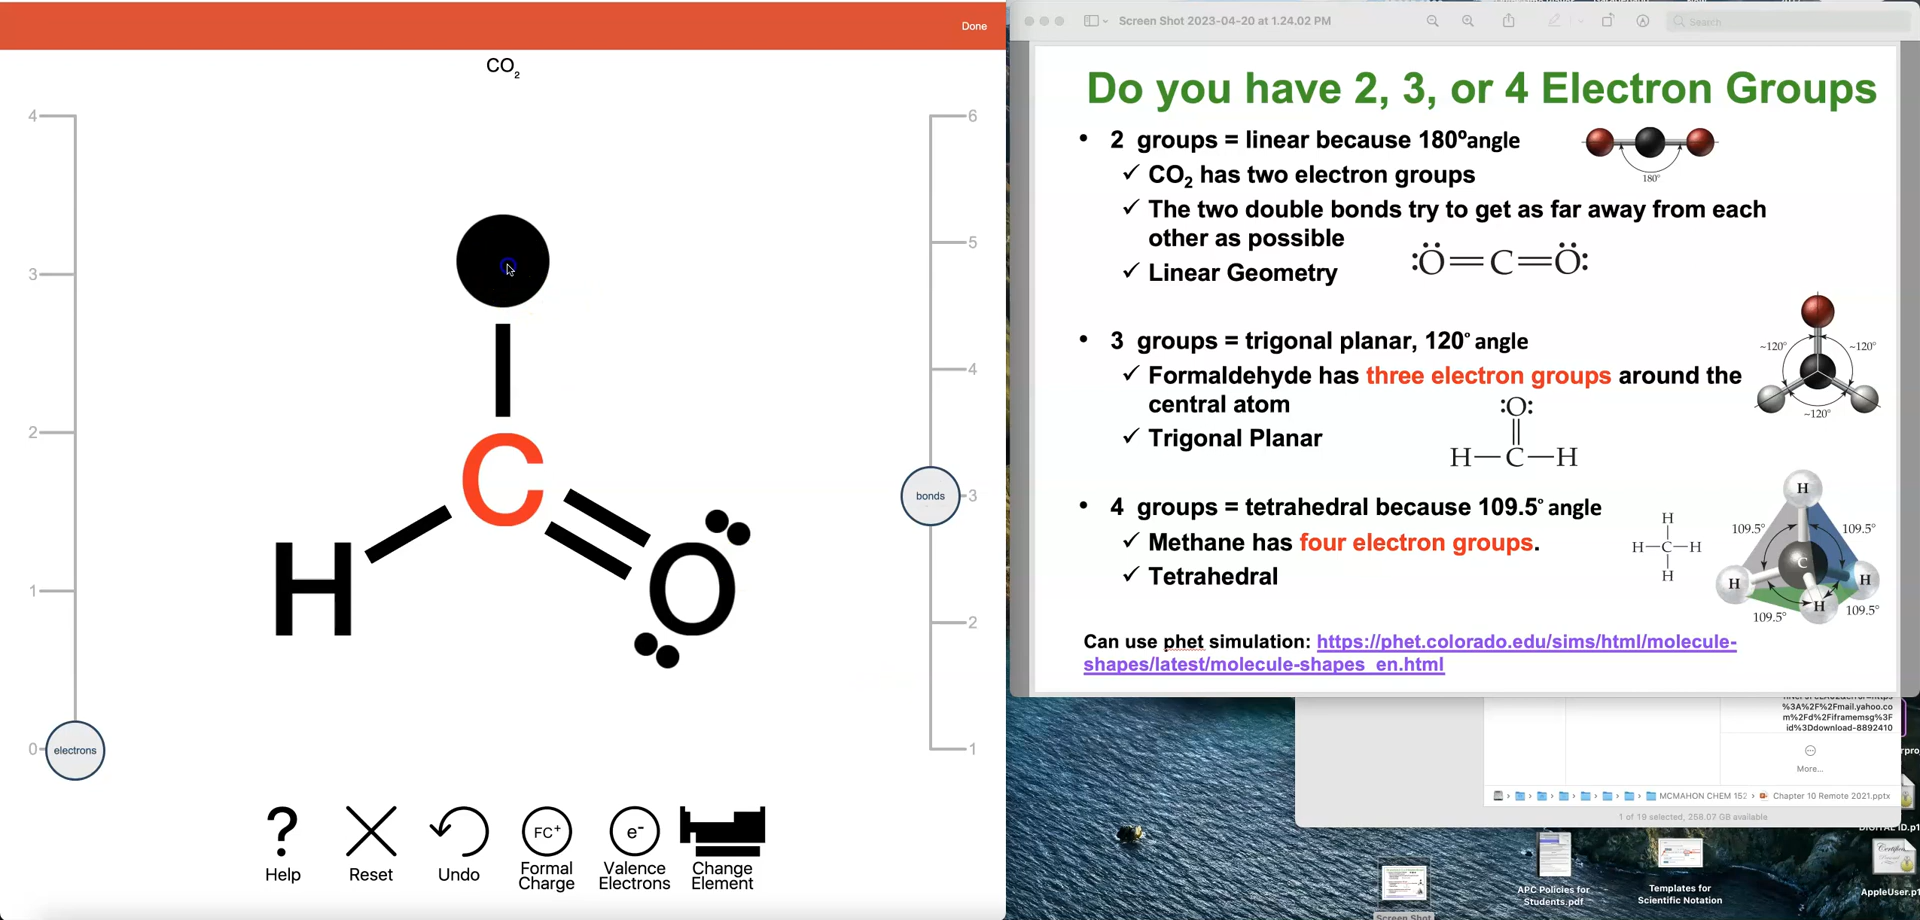 Done
CO2
4
3
2
1
0
electrons
6
5
4
3
2
1
bonds
C
H
O
?
Help
Reset
Undo
FC+
Formal
Charge
e-
Valence
Electrons
Change
Element
Screen Shot 2023-04-20 at 1.24.02 PM
Search
Do you have 2, 3, or 4 Electron Groups
• 2 groups = linear because 180ºangle
✓ CO2 has two electron groups
✓ The two double bonds try to get as far away from each
other as possible
✓ Linear Geometry
180°
:Ö=C=Ö:
• 3 groups = trigonal planar, 120° angle
✓ Formaldehyde has three electron groups around the
central atom
✓ Trigonal Planar
:O:
H—C—H
~120° ~120°
~120°
• 4 groups = tetrahedral because 109.5° angle
✓ Methane has four electron groups.
✓ Tetrahedral
H
H—C—H
H
H
109.5° 109.5°
C
H H
H
109.5° 109.5°
Can use phet simulation: https://phet.colorado.edu/sims/html/molecule-
shapes/latest/molecule-shapes_en.html
%3A%2F%2Fmail.yahoo.co
m%2Fd%2Fiframemsg%3F
id%3Ddownload-8892410
More...
MCMAHON CHEM 152 › Chapter 10 Remote 2021.pptx
1 of 19 selected, 258.07 GB available
APC Policies for
Students.pdf
Templates for
Scientific Notation
AppleUser.p1
Screen Shot